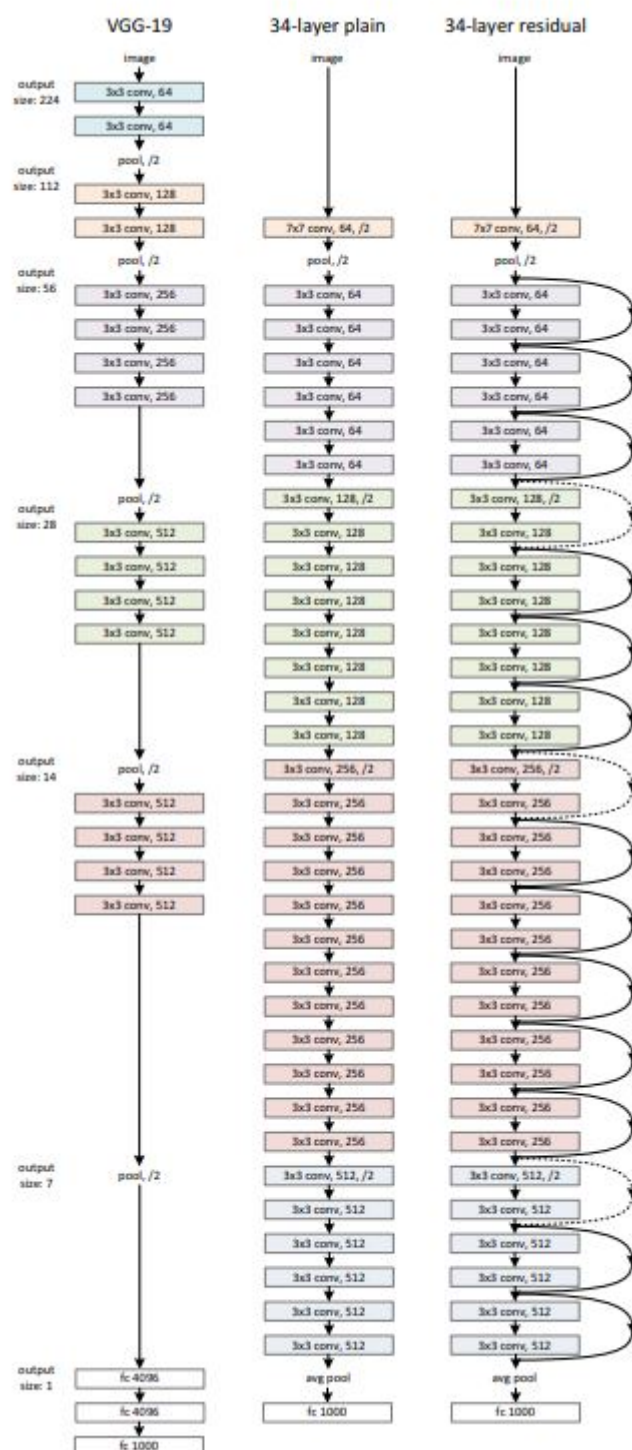 output
size: 224
output
size: 112
output
size: 56
output
size: 28
output
size: 14
output
size: 7
output
size: 1
VGG-19
image
3x3 conv, 64
3x3 conv, 64
pool, /2
3x3 conv, 128
3x3 conv, 128
pool, /2
3x3 conv, 256
3x3 conv, 256
3x3 conv, 256
3x3 conv, 256
pool, /2
3x3 conv, 512
3x3 conv, 512
3x3 conv, 512
3x3 conv, 512
pool, /2
3x3 conv, 512
3x3 conv, 512
3x3 conv, 512
3x3 conv, 512
pool, /2
fc 4096
fc 4096
fc 1000
34-layer plain
image
7x7 conv, 64, /2
pool, /2
3x3 conv, 64
3x3 conv, 64
3x3 conv, 64
3x3 conv, 64
3x3 conv, 64
3x3 conv, 64
3x3 conv, 128, /2
3x3 conv, 128
3x3 conv, 128
3x3 conv, 128
3x3 conv, 128
3x3 conv, 128
3x3 conv, 128
3x3 conv, 128
3x3 conv, 256, /2
3x3 conv, 256
3x3 conv, 256
3x3 conv, 256
3x3 conv, 256
3x3 conv, 256
3x3 conv, 256
3x3 conv, 256
3x3 conv, 256
3x3 conv, 256
3x3 conv, 256
3x3 conv, 256
3x3 conv, 512, /2
3x3 conv, 512
3x3 conv, 512
3x3 conv, 512
3x3 conv, 512
3x3 conv, 512
avg pool
fc 1000
34-layer residual
image
7x7 conv, 64, /2
pool, /2
3x3 conv, 64
3x3 conv, 64
3x3 conv, 64
3x3 conv, 64
3x3 conv, 64
3x3 conv, 64
3x3 conv, 128, /2
3x3 conv, 128
3x3 conv, 128
3x3 conv, 128
3x3 conv, 128
3x3 conv, 128
3x3 conv, 128
3x3 conv, 128
3x3 conv, 256, /2
3x3 conv, 256
3x3 conv, 256
3x3 conv, 256
3x3 conv, 256
3x3 conv, 256
3x3 conv, 256
3x3 conv, 256
3x3 conv, 256
3x3 conv, 256
3x3 conv, 256
3x3 conv, 256
3x3 conv, 512, /2
3x3 conv, 512
3x3 conv, 512
3x3 conv, 512
3x3 conv, 512
3x3 conv, 512
avg pool
fc 1000